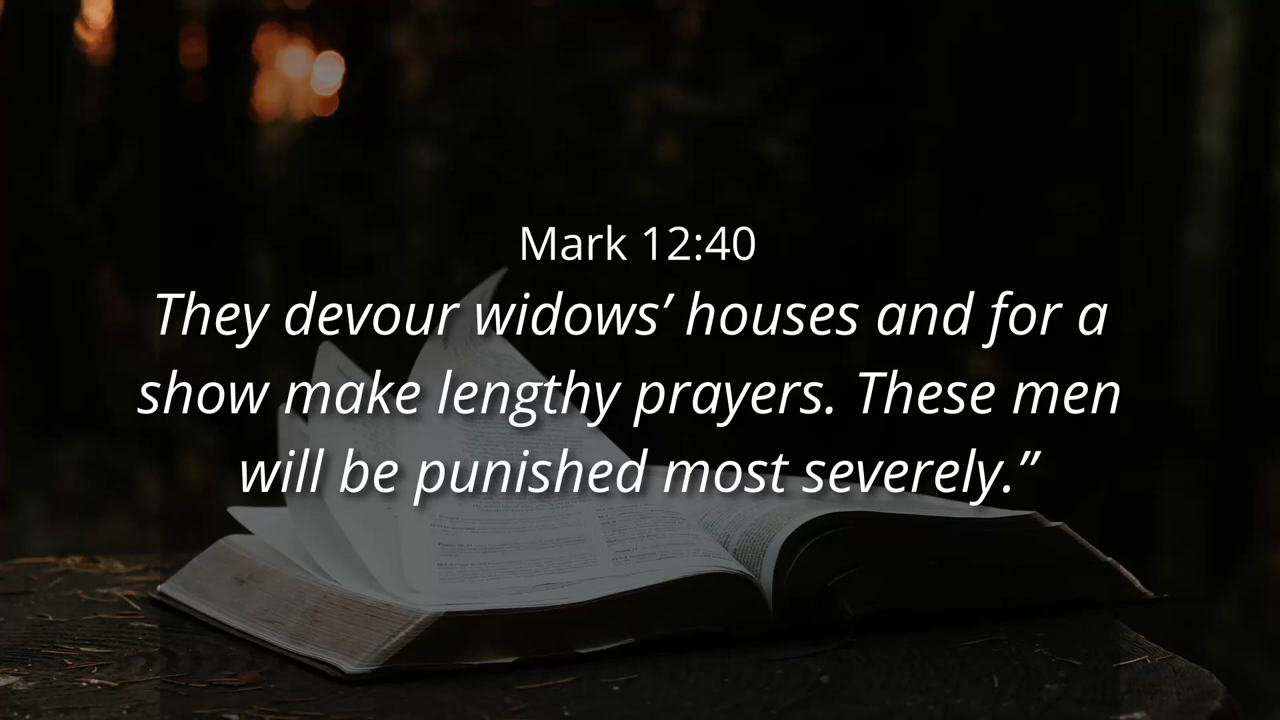 Mark 12:40
They devour widows’ houses and for a
show make lengthy prayers. These men
will be punished most severely.”